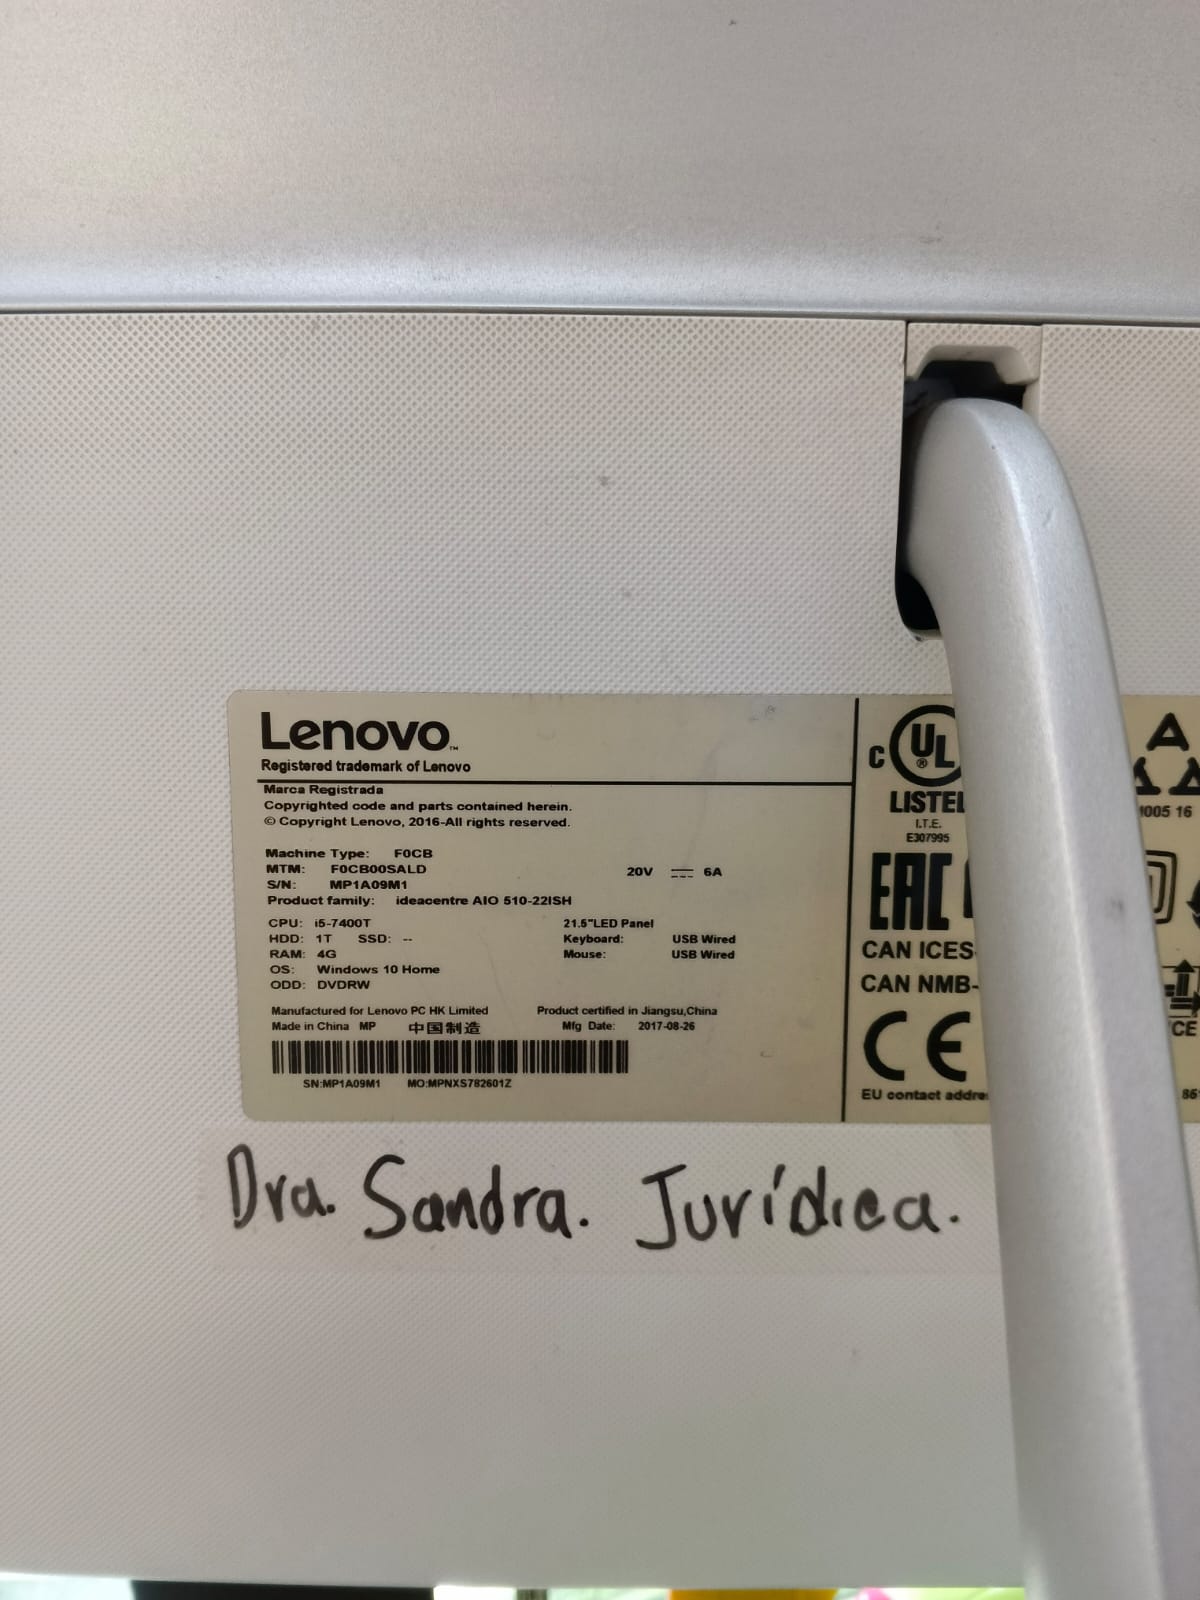 Lenovo™
Registered trademark of Lenovo
Marca Registrada
Copyrighted code and parts contained herein.
© Copyright Lenovo, 2016-All rights reserved.
Machine Type: F0CB
MTM: F0CB00SALD 20V 6A
S/N: MP1A09M1
Product family: ideacentre AIO 510-22ISH
CPU: i5-7400T 21.5"LED Panel
HDD: 1T SSD: -- Keyboard: USB Wired
RAM: 4G Mouse: USB Wired
OS: Windows 10 Home
ODD: DVDRW
Manufactured for Lenovo PC HK Limited Product certified in Jiangsu,China
Made in China MP 中国制造 Mfg Date: 2017-08-26
SN:MP1A09M1 MO:MPNXS782601Z
C UL ®
I.T.E.
E307995
EAC
CAN ICES-
CAN NMB-
CE
EU contact
Dra. Sandra. Jurídica.